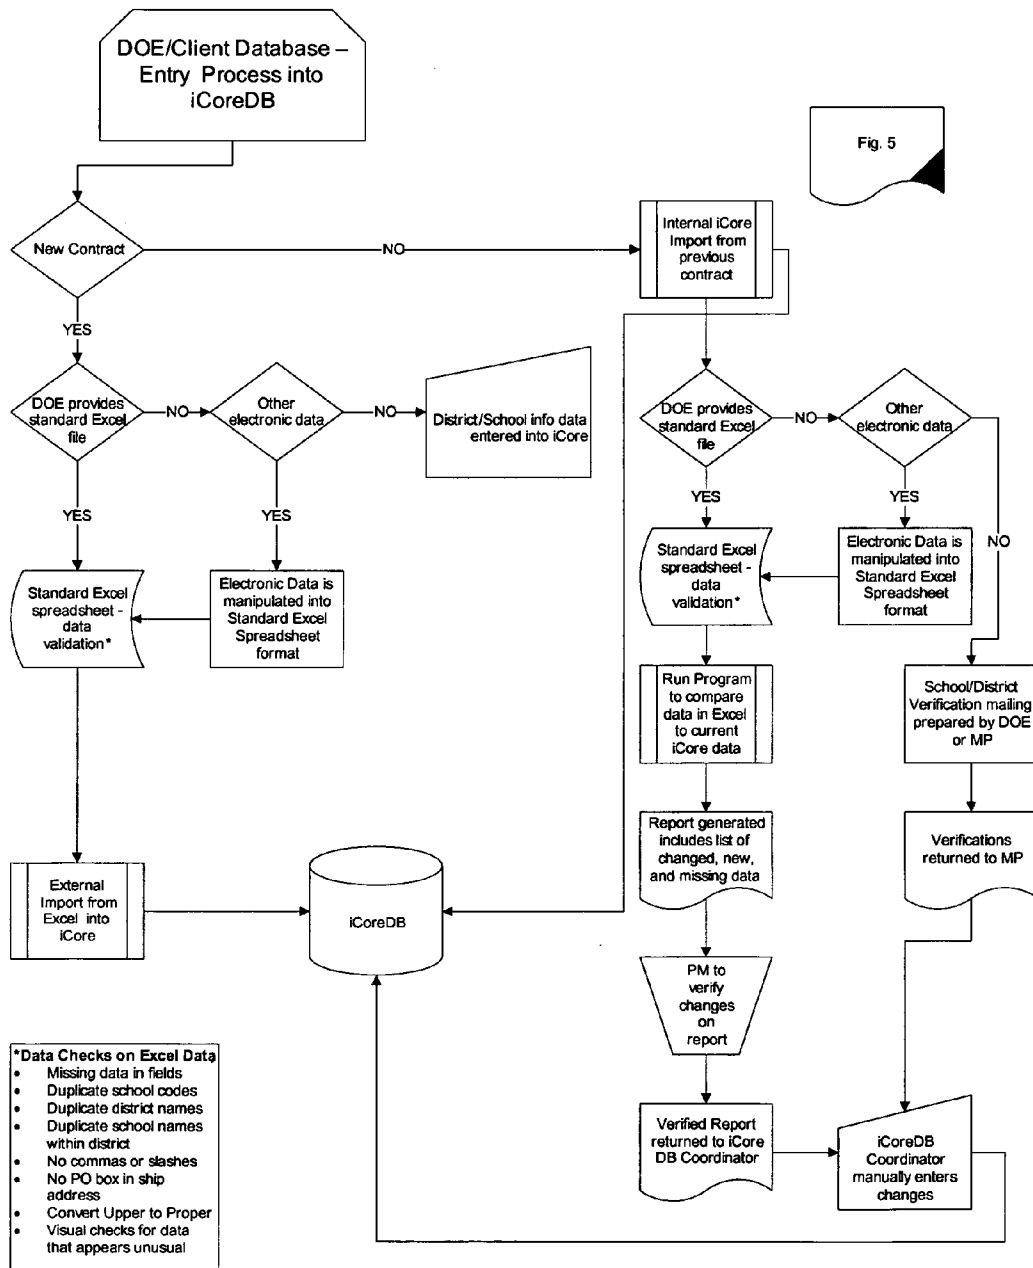 DOE/Client Database –
Entry Process into
iCoreDB
Fig. 5
New Contract
NO
Internal iCore
Import from
previous
contract
YES
DOE provides
standard Excel
file
NO
Other
electronic data
NO
District/School info data
entered into iCore
DOE provides
standard Excel
file
NO
Other
electronic data
YES
YES
YES
YES
NO
Standard Excel
spreadsheet -
data
validation*
Electronic Data is
manipulated into
Standard Excel
Spreadsheet
format
Standard Excel
spreadsheet -
data
validation*
Electronic Data is
manipulated into
Standard Excel
Spreadsheet
format
Run Program
to compare
data in Excel
to current
iCore data
School/District
Verification mailing
prepared by DOE
or MP
Report generated
includes list of
changed, new,
and missing data
Verifications
returned to MP
External
Import from
Excel into
iCore
iCoreDB
PM to
verify
changes
on
report
Verified Report
returned to iCore
DB Coordinator
iCoreDB
Coordinator
manually enters
changes
*Data Checks on Excel Data
• Missing data in fields
• Duplicate school codes
• Duplicate district names
• Duplicate school names
within district
• No commas or slashes
• No PO box in ship
address
• Convert Upper to Proper
• Visual checks for data
that appears unusual